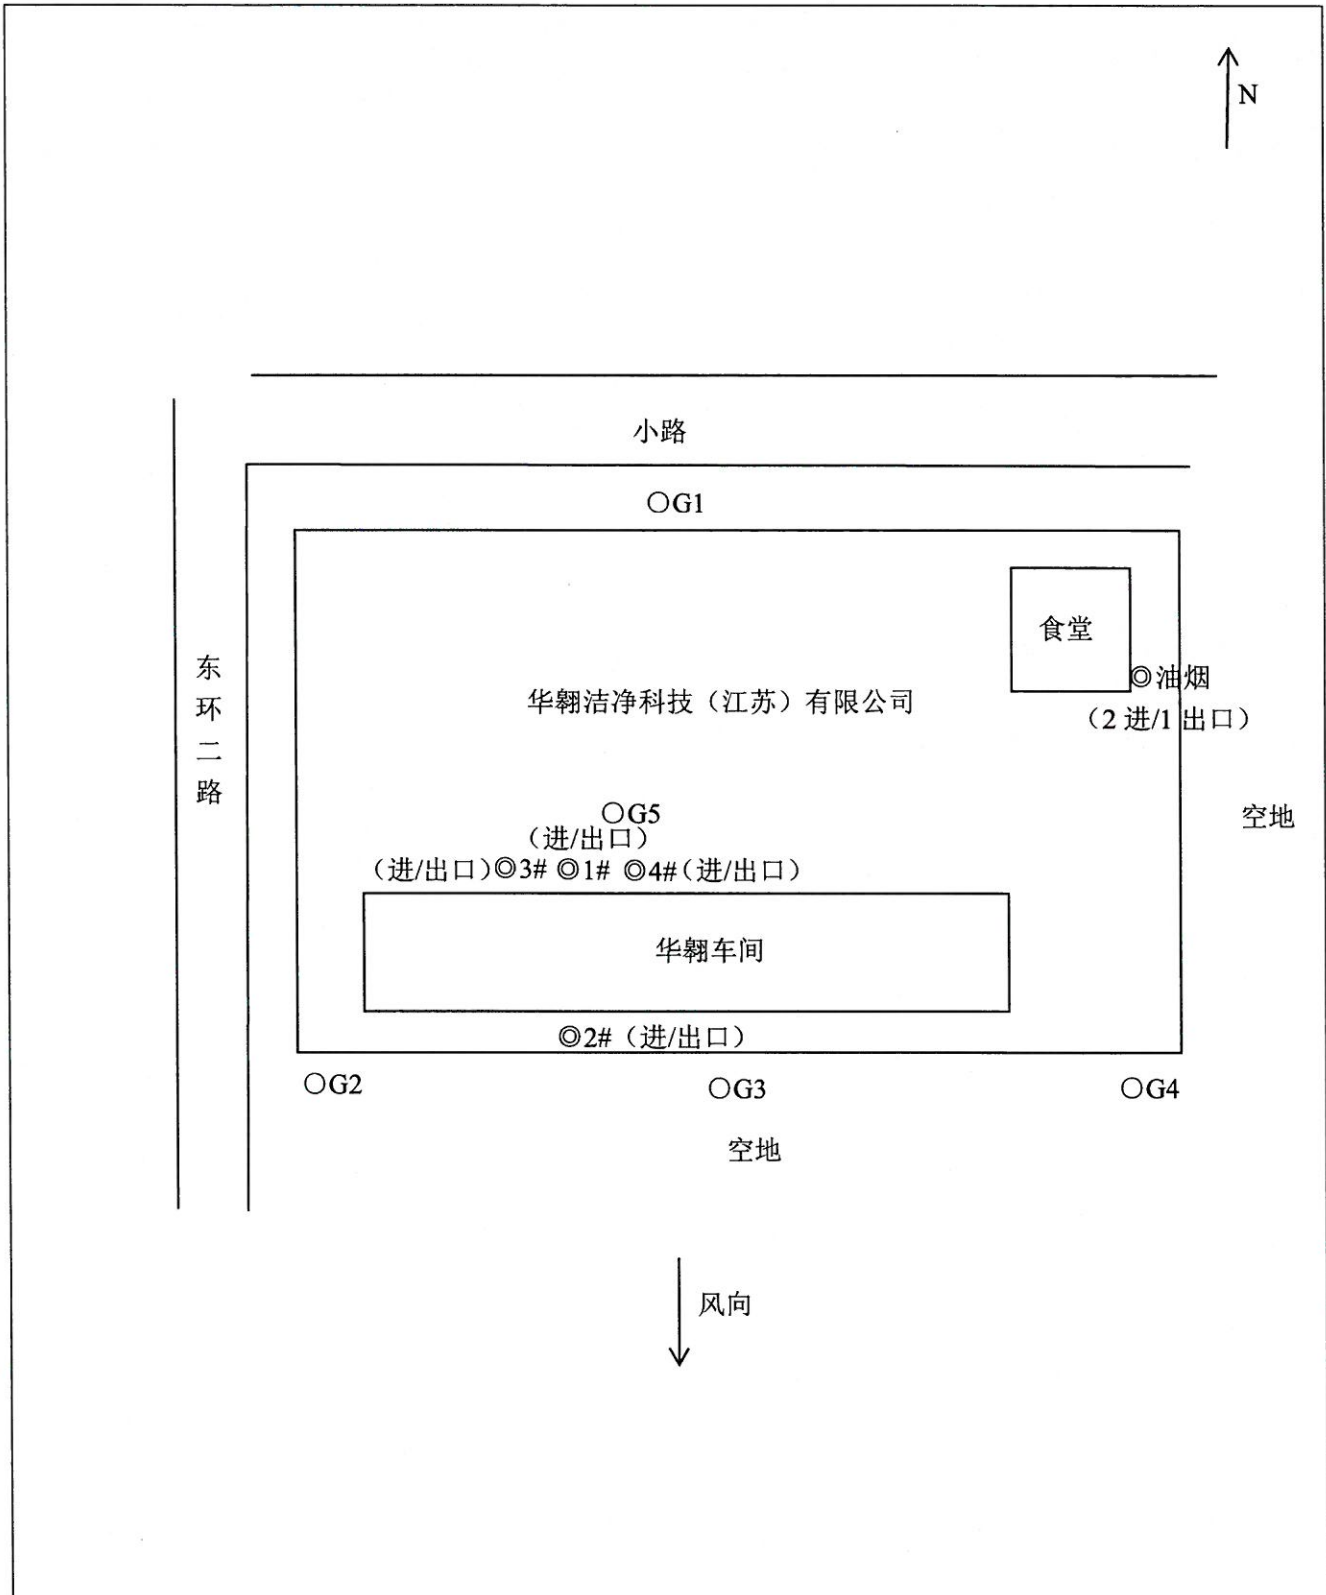 N
小路
○G1
食堂
东
环
二
路
◎油烟
华翱洁净科技（江苏）有限公司
（2 进/1 出口）
○G5
空地
（进/出口）
（进/出口）◎3# ◎1# ◎4#（进/出口）
华翱车间
◎2#（进/出口）
○G2 ○G3 ○G4
空地
风向